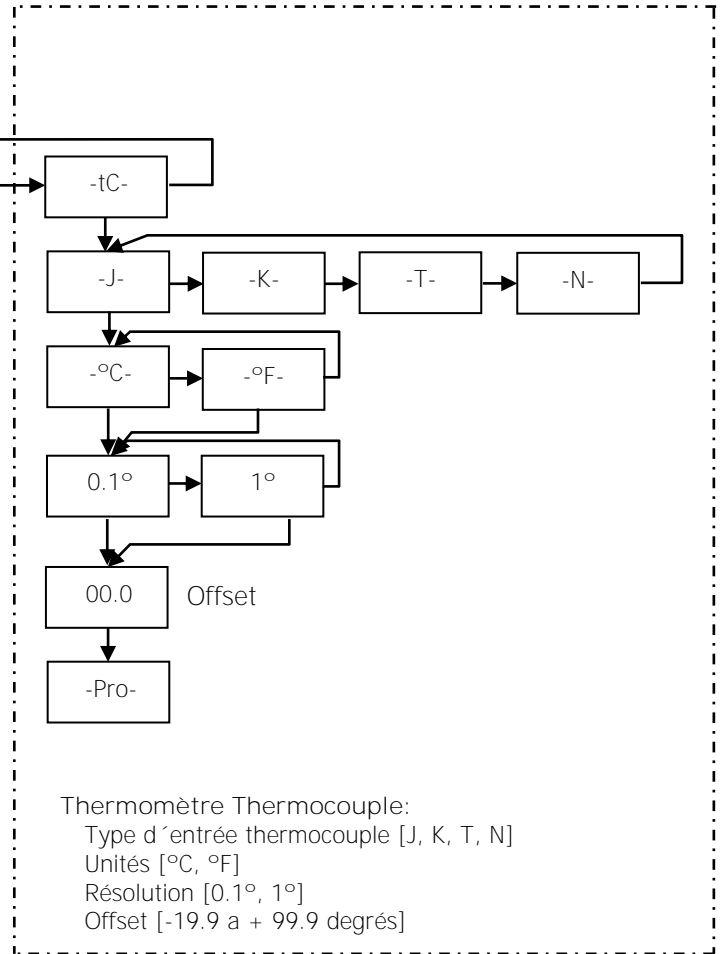 -tC-
-J- -K- -T- -N-
-ºC- -ºF-
0.1º 1º
00.0 Offset
-Pro-
Thermomètre Thermocouple:
Type d´entrée thermocouple [J, K, T, N]
Unités [ºC, ºF]
Résolution [0.1º, 1º]
Offset [-19.9 a + 99.9 degrés]